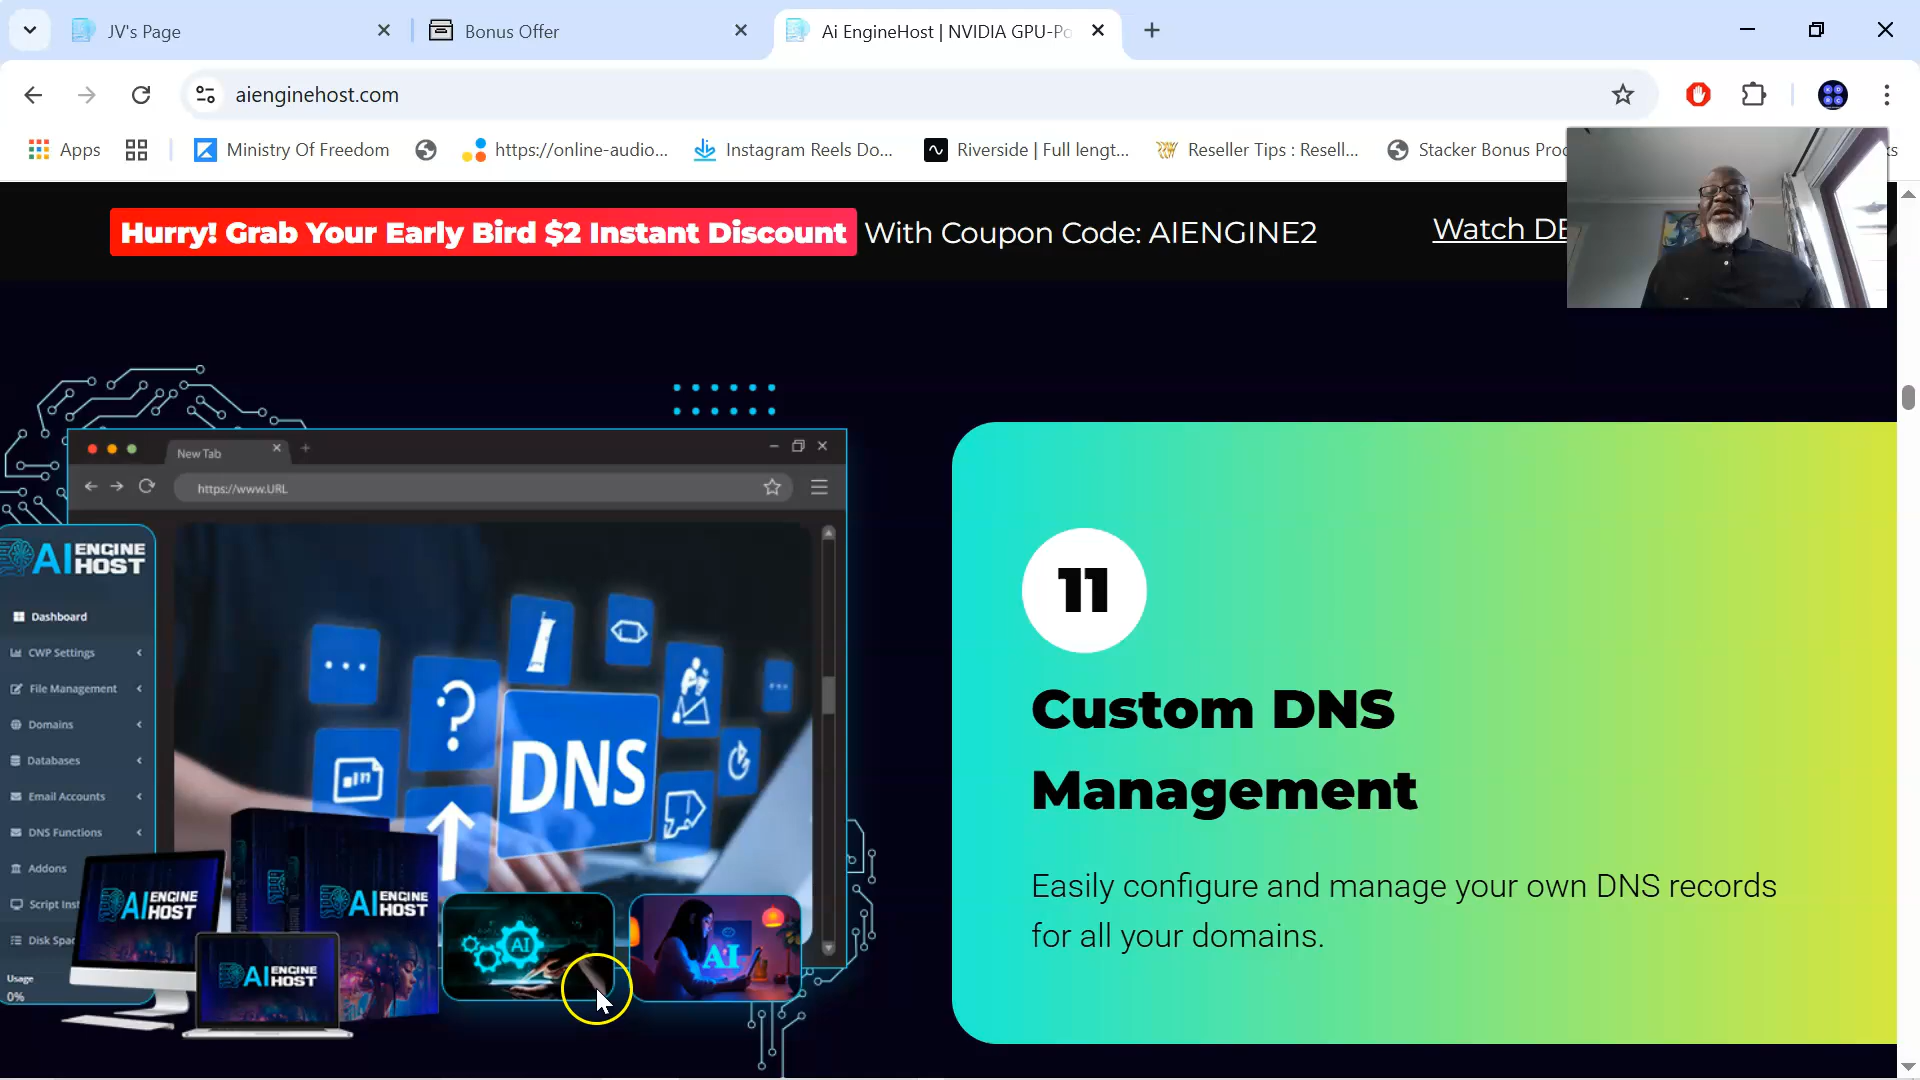 JV's Page
Bonus Offer
Ai EngineHost | NVIDIA GPU-Po
aienginehost.com
Apps
Ministry Of Freedom
https://online-audio...
Instagram Reels Do...
Riverside | Full lengt...
Reseller Tips : Resell...
Stacker Bonus Proc
ks
Hurry! Grab Your Early Bird $2 Instant Discount With Coupon Code: AIENGINE2
Watch DE
New Tab
https://www.URL
AI ENGINE HOST
Dashboard
CWP Settings
File Management
Domains
Databases
Email Accounts
DNS Functions
Addons
Script Inst
Disk Spac
Usage
0%
?
DNS
AI ENGINE HOST
AI ENGINE HOST
AI ENGINE HOST
AI
AI
11
Custom DNS
Management
Easily configure and manage your own DNS records
for all your domains.